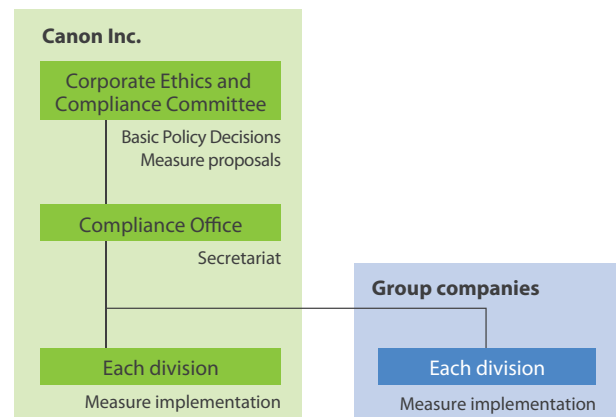 Canon Inc.
Corporate Ethics and
Compliance Committee
Basic Policy Decisions
Measure proposals
Compliance Office
Secretariat
Each division
Measure implementation
Group companies
Each division
Measure implementation